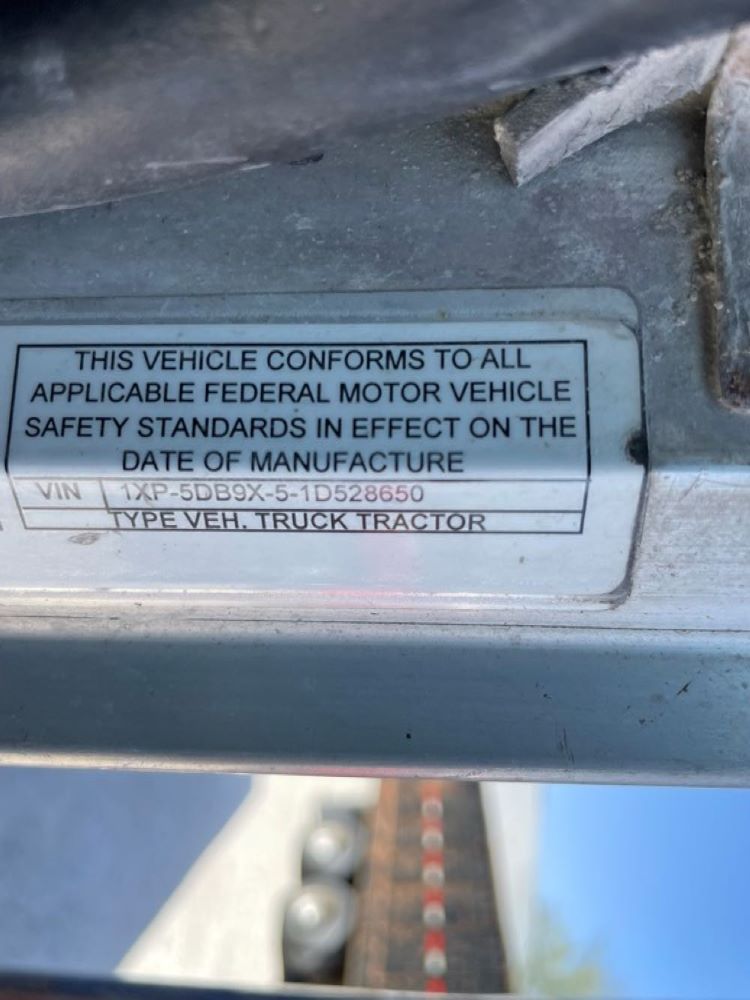 THIS VEHICLE CONFORMS TO ALL
APPLICABLE FEDERAL MOTOR VEHICLE
SAFETY STANDARDS IN EFFECT ON THE
DATE OF MANUFACTURE
VIN 1XP-5DB9X-5-1D528650
TYPE VEH. TRUCK TRACTOR